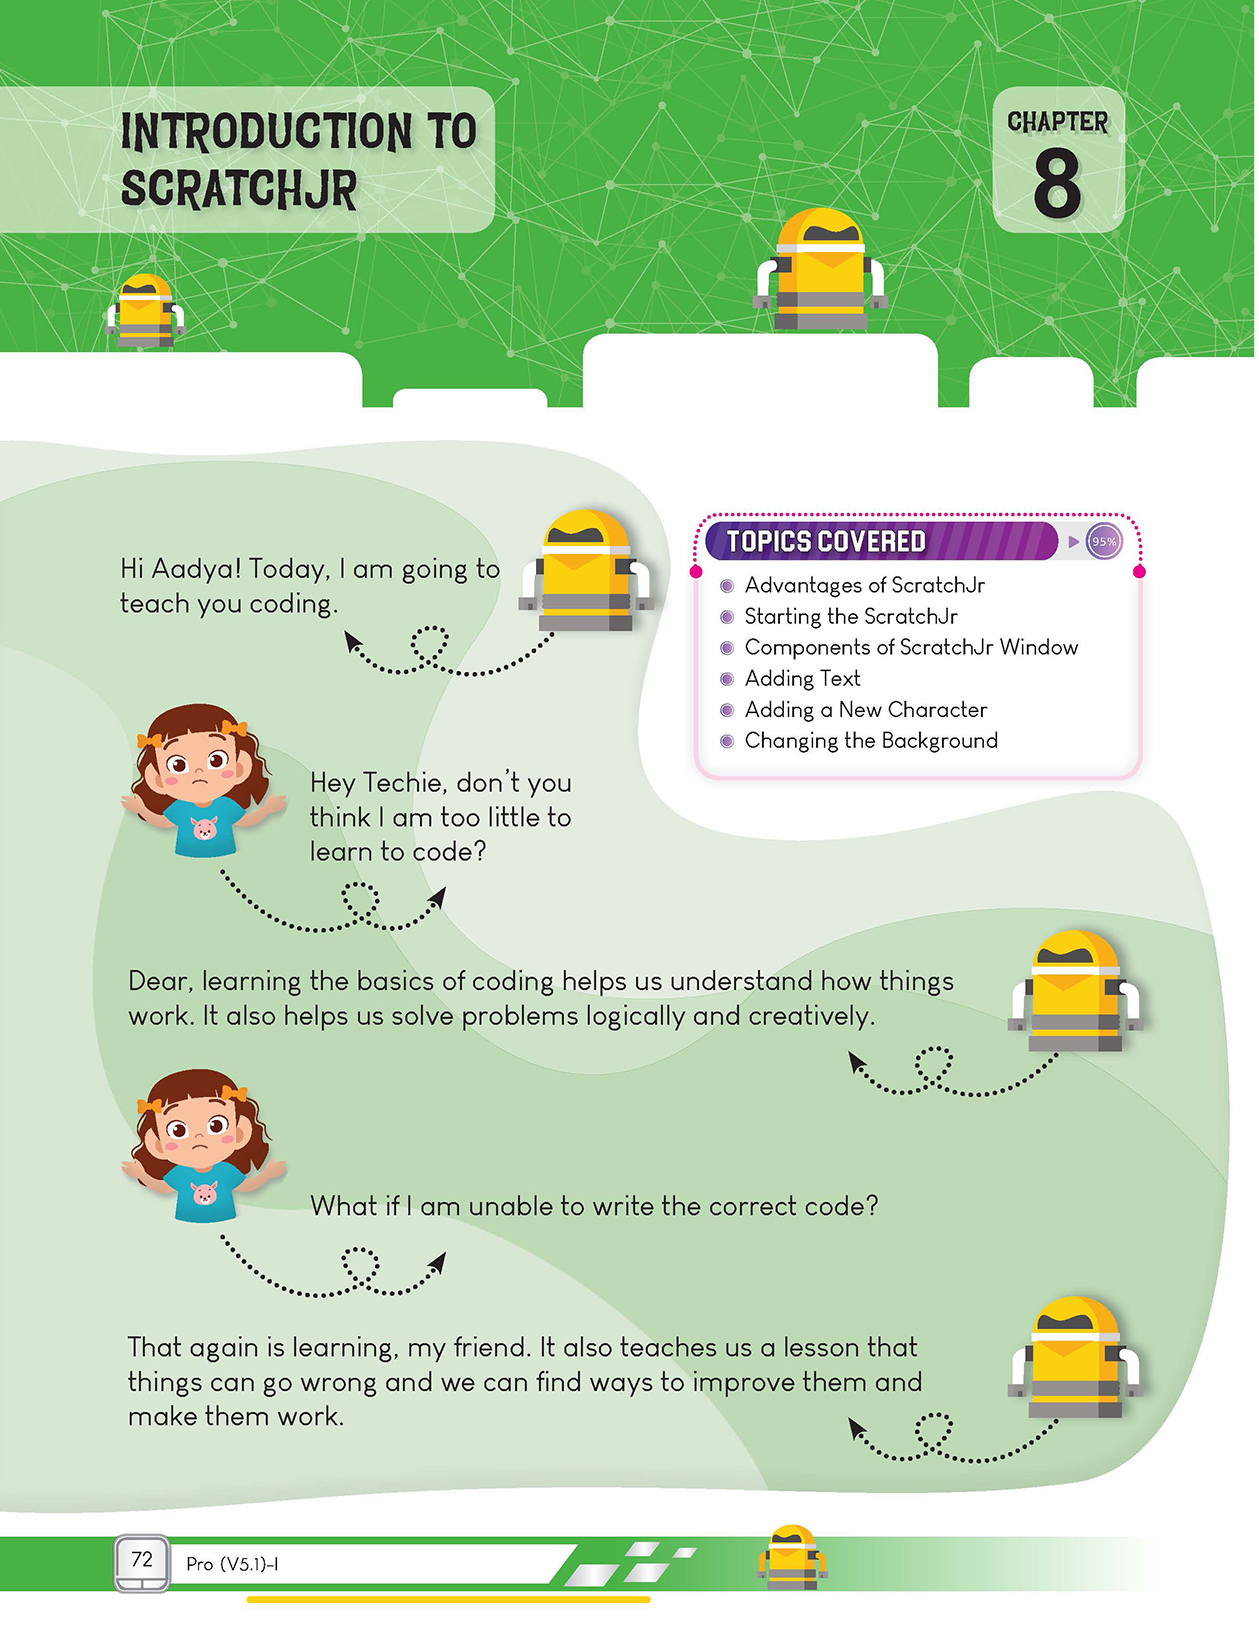 INTRODUCTION TO
SCRATCHJR
CHAPTER
8
Hi Aadya! Today, I am going to
teach you coding.
TOPICS COVERED
95%
Advantages of ScratchJr
Starting the ScratchJr
Components of ScratchJr Window
Adding Text
Adding a New Character
Changing the Background
Hey Techie, don't you
think I am too little to
learn to code?
Dear, learning the basics of coding helps us understand how things
work. It also helps us solve problems logically and creatively.
What if I am unable to write the correct code?
That again is learning, my friend. It also teaches us a lesson that
things can go wrong and we can find ways to improve them and
make them work.
72
Pro (V5.1)-I